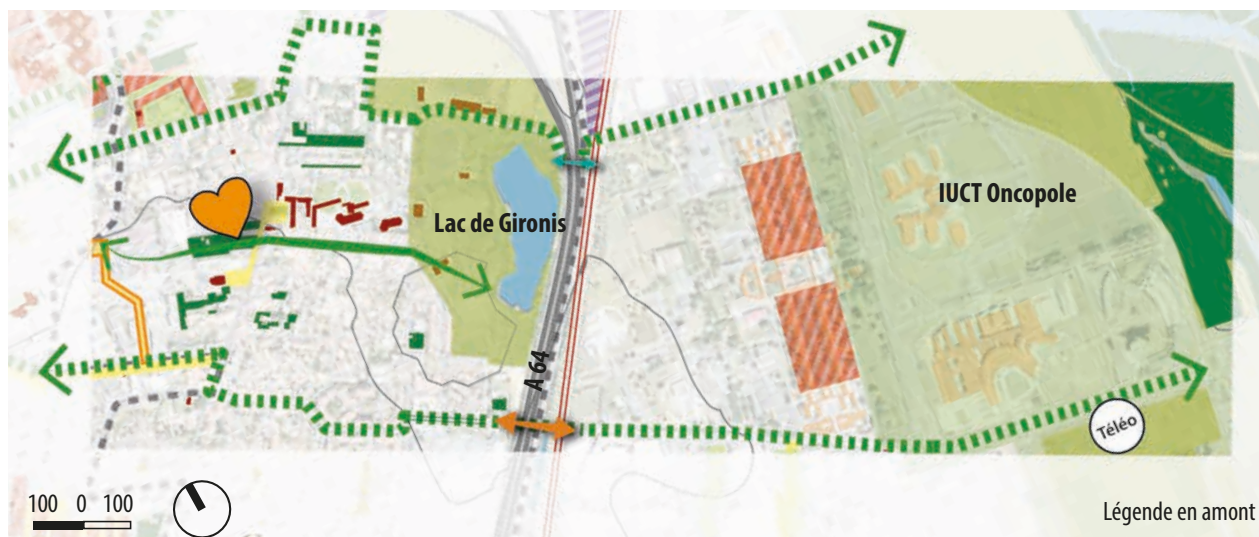 IUCT Oncopole
Lac de Gironis
A 64
Téléo
100 0 100
Légende en amont